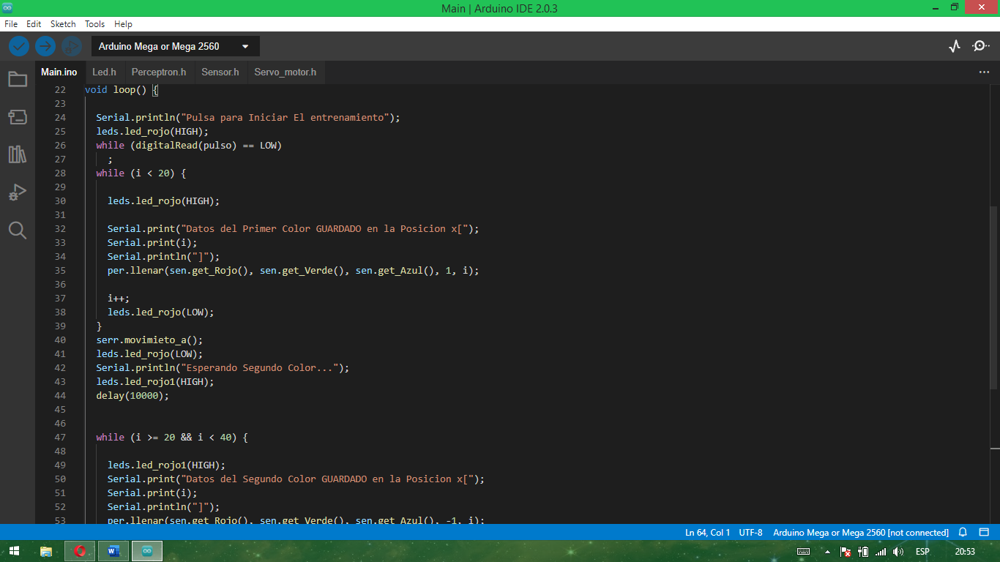 Main | Arduino IDE 2.0.3
File Edit Sketch Tools Help
Arduino Mega or Mega 2560
Main.ino Led.h Perceptron.h Sensor.h Servo_motor.h
22 void loop() {
23
24 Serial.println("Pulsa para Iniciar El entrenamiento");
25 leds.led_rojo(HIGH);
26 while (digitalRead(pulso) == LOW)
27 ;
28 while (i < 20) {
29
30 leds.led_rojo(HIGH);
31
32 Serial.print("Datos del Primer Color GUARDADO en la Posicion x[");
33 Serial.print(i);
34 Serial.println("]");
35 per.llenar(sen.get_Rojo(), sen.get_Verde(), sen.get_Azul(), 1, i);
36
37 i++;
38 leds.led_rojo(LOW);
39 }
40 serr.movimieto_a();
41 leds.led_rojo(LOW);
42 Serial.println("Esperando Segundo Color...");
43 leds.led_rojo1(HIGH);
44 delay(10000);
45
46
47 while (i >= 20 && i < 40) {
48
49 leds.led_rojo1(HIGH);
50 Serial.print("Datos del Segundo Color GUARDADO en la Posicion x[");
51 Serial.print(i);
52 Serial.println("]");
53 per.llenar(sen.get_Rojo(), sen.get_Verde(), sen.get_Azul(), -1, i);
Ln 64, Col 1 UTF-8 Arduino Mega or Mega 2560 [not connected]
ESP 20:53